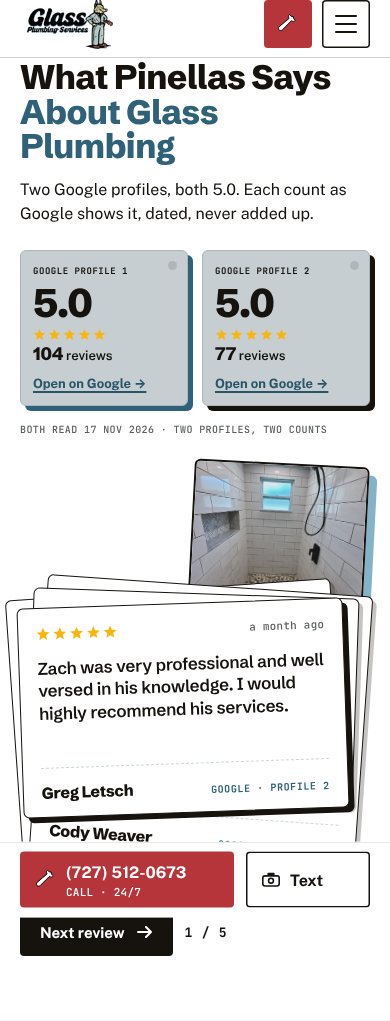 Glass
Plumbing Services
What Pinellas Says
About Glass
Plumbing
Two Google profiles, both 5.0. Each count as
Google shows it, dated, never added up.
GOOGLE PROFILE 1
5.0
104 reviews
Open on Google →
GOOGLE PROFILE 2
5.0
77 reviews
Open on Google →
BOTH READ 17 NOV 2026 · TWO PROFILES, TWO COUNTS
a month ago
Zach was very professional and well
versed in his knowledge. I would
highly recommend his services.
Greg Letsch
GOOGLE · PROFILE 2
Cody Weaver
(727) 512-0673
CALL · 24/7
Text
Next review →
1 / 5